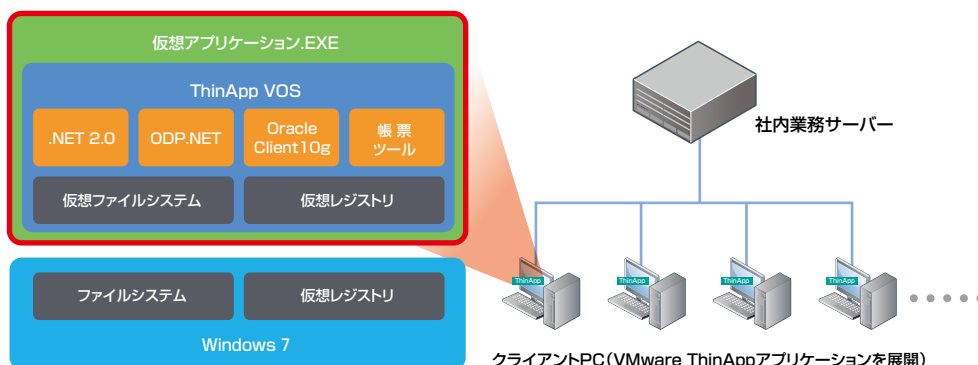 仮想アプリケーション.EXE
ThinApp VOS
.NET 2.0
ODP.NET
Oracle
Client10g
帳 票
ツール
仮想ファイルシステム
仮想レジストリ
ファイルシステム
仮想レジストリ
Windows 7
社内業務サーバー
ThinApp
ThinApp
ThinApp
ThinApp
クライアントPC（VMware ThinAppアプリケーションを展開）